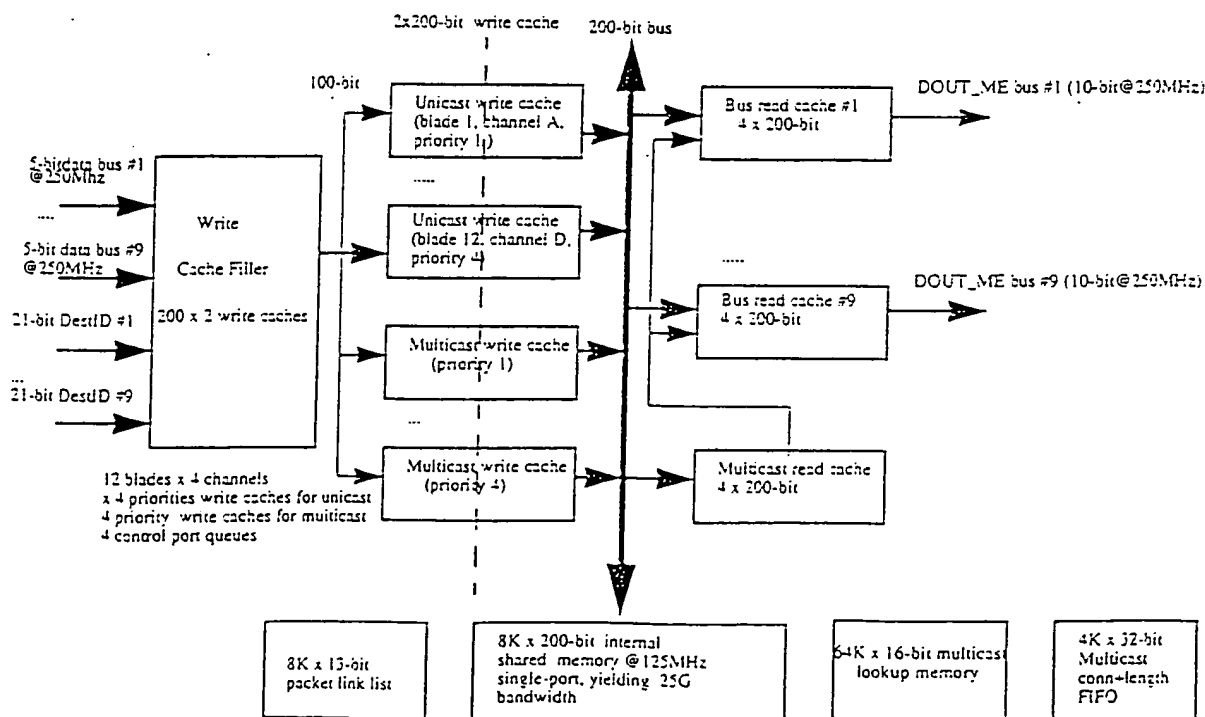 2x200-bit write cache
200-bit bus
100-bit
Unicast write cache
(blade 1, channel A,
priority 1)
.....
Unicast write cache
(blade 12, channel D,
priority 4)
Multicast write cache
(priority 1)
...
Multicast write cache
(priority 4)
5-bitdata bus #1
@250Mhz
....
5-bit data bus #9
@250MHz
21-bit DestID #1
...
21-bit DestID #9
Write
Cache Filler
200 x 2 write caches
12 blades x 4 channels
x 4 priorities write caches for unicast
4 priority write caches for multicast
4 control port queues
Bus read cache #1
4 x 200-bit
DOUT_ME bus #1 (10-bit@250MHz)
.....
Bus read cache #9
4 x 200-bit
DOUT_ME bus #9 (10-bit@250MHz)
Multicast read cache
4 x 200-bit
8K x 13-bit
packet link list
8K x 200-bit internal
shared memory @125MHz
single-port, yielding 25G
bandwidth
64K x 16-bit multicast
lookup memory
4K x 32-bit
Multicast
conn+length
FIFO